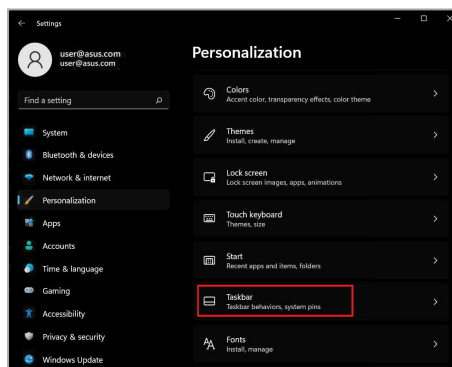 Settings
user@asus.com
user@asus.com
Find a setting
System
Bluetooth & devices
Network & internet
Personalization
Apps
Accounts
Time & language
Gaming
Accessibility
Privacy & security
Windows Update
Personalization
Colors
Accent color, transparency effects, color theme
Themes
Install, create, manage
Lock screen
Lock screen images, apps, animations
Touch keyboard
Themes, size
Start
Recent apps and items, folders
Taskbar
Taskbar behaviors, system pins
Fonts
Install, manage